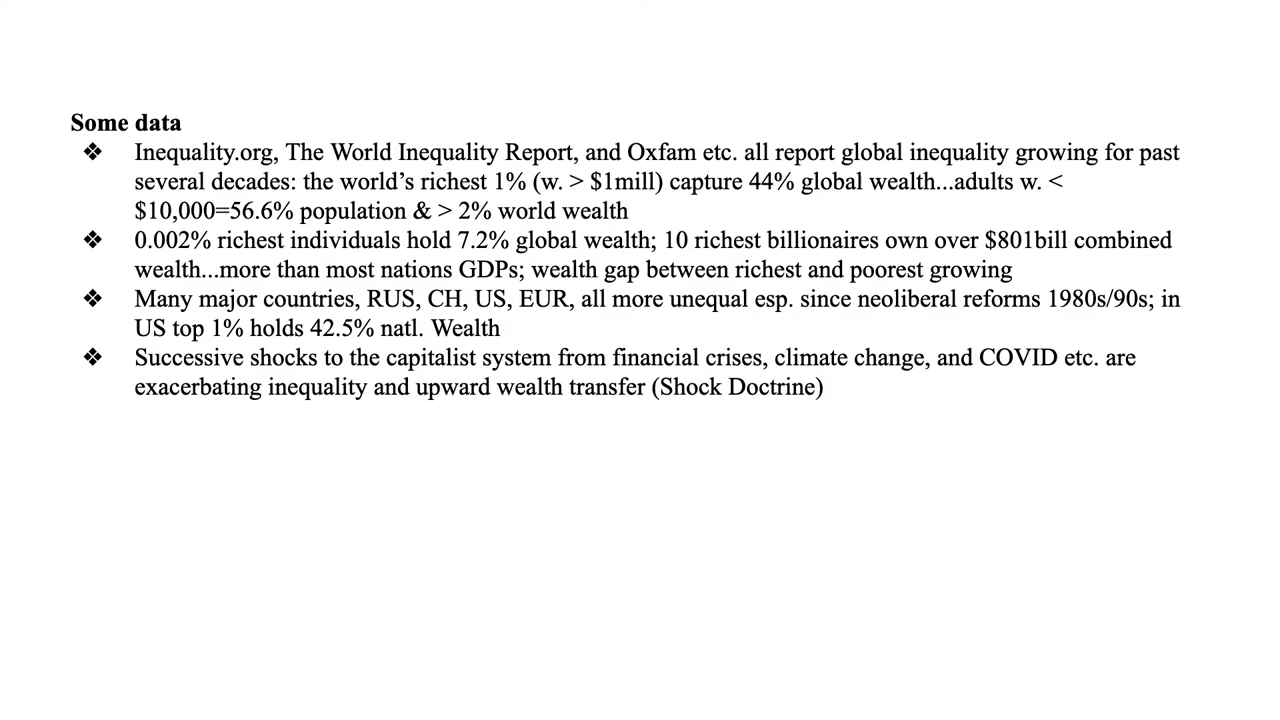 Some data
❖ Inequality.org, The World Inequality Report, and Oxfam etc. all report global inequality growing for past
several decades: the world’s richest 1% (w. > $1mill) capture 44% global wealth...adults w. <
$10,000=56.6% population & > 2% world wealth
❖ 0.002% richest individuals hold 7.2% global wealth; 10 richest billionaires own over $801bill combined
wealth...more than most nations GDPs; wealth gap between richest and poorest growing
❖ Many major countries, RUS, CH, US, EUR, all more unequal esp. since neoliberal reforms 1980s/90s; in
US top 1% holds 42.5% natl. Wealth
❖ Successive shocks to the capitalist system from financial crises, climate change, and COVID etc. are
exacerbating inequality and upward wealth transfer (Shock Doctrine)